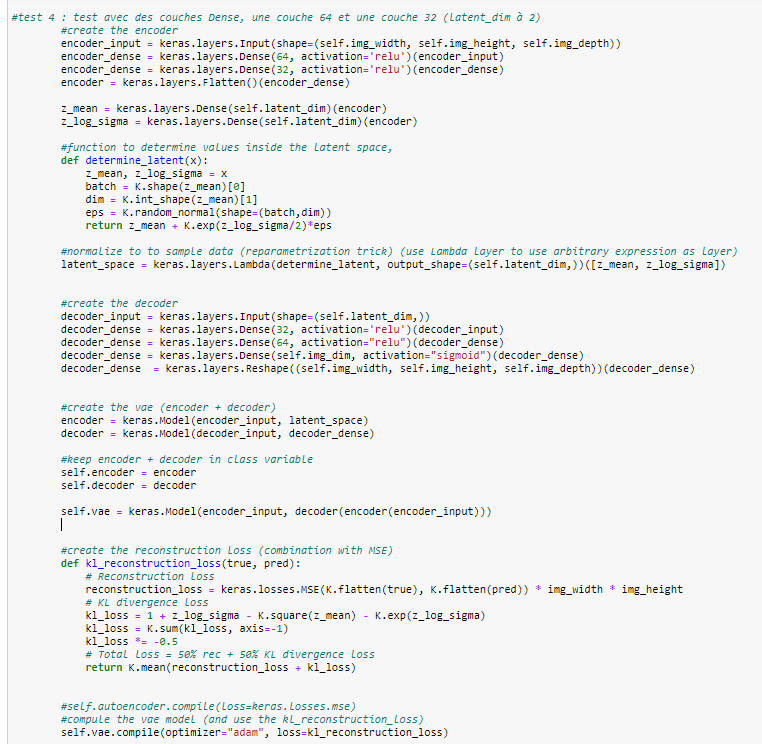 #test 4 : test avec des couches Dense, une couche 64 et une couche 32 (latent_dim à 2)
#create the encoder
encoder_input = keras.layers.Input(shape=(self.img_width, self.img_height, self.img_depth))
encoder_dense = keras.layers.Dense(64, activation='relu')(encoder_input)
encoder_dense = keras.layers.Dense(32, activation='relu')(encoder_dense)
encoder = keras.layers.Flatten()(encoder_dense)
z_mean = keras.layers.Dense(self.latent_dim)(encoder)
z_log_sigma = keras.layers.Dense(self.latent_dim)(encoder)
#function to determine values inside the latent space,
def determine_latent(x):
z_mean, z_log_sigma = x
batch = K.shape(z_mean)[0]
dim = K.int_shape(z_mean)[1]
eps = K.random_normal(shape=(batch,dim))
return z_mean + K.exp(z_log_sigma/2)*eps
#normalize to to sample data (reparametrization trick) (use Lambda layer to use arbitrary expression as layer)
latent_space = keras.layers.Lambda(determine_latent, output_shape=(self.latent_dim,))([z_mean, z_log_sigma])
#create the decoder
decoder_input = keras.layers.Input(shape=(self.latent_dim,))
decoder_dense = keras.layers.Dense(32, activation='relu')(decoder_input)
decoder_dense = keras.layers.Dense(64, activation="relu")(decoder_dense)
decoder_dense = keras.layers.Dense(self.img_dim, activation="sigmoid")(decoder_dense)
decoder_dense  = keras.layers.Reshape((self.img_width, self.img_height, self.img_depth))(decoder_dense)
#create the vae (encoder + decoder)
encoder = keras.Model(encoder_input, latent_space)
decoder = keras.Model(decoder_input, decoder_dense)
#keep encoder + decoder in class variable
self.encoder = encoder
self.decoder = decoder
self.vae = keras.Model(encoder_input, decoder(encoder(encoder_input)))
#create the reconstruction loss (combination with MSE)
def kl_reconstruction_loss(true, pred):
# Reconstruction loss
reconstruction_loss = keras.losses.MSE(K.flatten(true), K.flatten(pred)) * img_width * img_height
# KL divergence loss
kl_loss = 1 + z_log_sigma - K.square(z_mean) - K.exp(z_log_sigma)
kl_loss = K.sum(kl_loss, axis=-1)
kl_loss *= -0.5
# Total loss = 50% rec + 50% KL divergence loss
return K.mean(reconstruction_loss + kl_loss)
#self.autoencoder.compile(loss=keras.losses.mse)
#compule the vae model (and use the kl_reconstruction_loss)
self.vae.compile(optimizer="adam", loss=kl_reconstruction_loss)